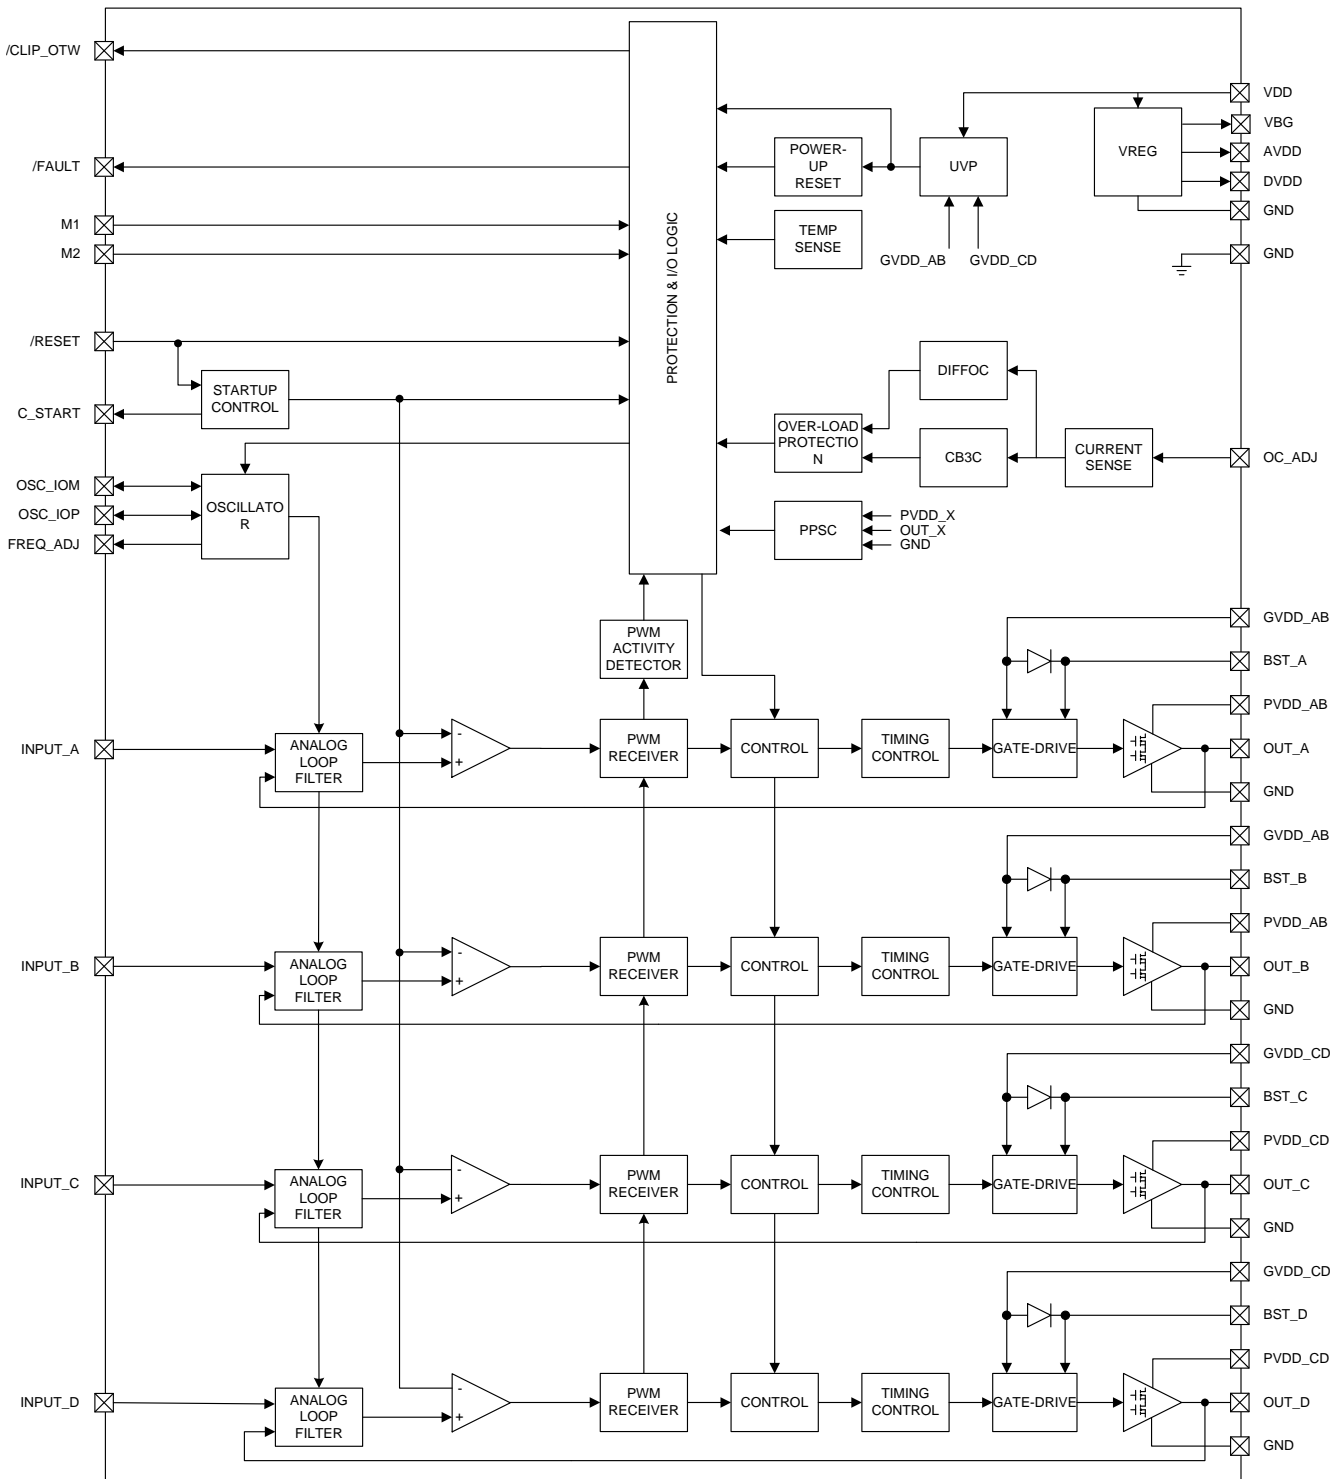 /CLIP_OTW
VDD
VBG
AVDD
DVDD
GND
GND
VREG
UVP
POWER-
UP
RESET
/FAULT
M1
M2
TEMP
SENSE
GVDD_AB
GVDD_CD
PROTECTION & I/O LOGIC
/RESET
STARTUP
CONTROL
C_START
DIFFOC
OVER-LOAD
PROTECTIO
N
CB3C
CURRENT
SENSE
OC_ADJ
OSC_IOM
OSC_IOP
FREQ_ADJ
OSCILLATO
R
PPSC
PVDD_X
OUT_X
GND
PWM
ACTIVITY
DETECTOR
GVDD_AB
BST_A
PVDD_AB
OUT_A
GND
INPUT_A
ANALOG
LOOP
FILTER
-
+
PWM
RECEIVER
CONTROL
TIMING
CONTROL
GATE-DRIVE
GVDD_AB
BST_B
PVDD_AB
OUT_B
GND
INPUT_B
ANALOG
LOOP
FILTER
-
+
PWM
RECEIVER
CONTROL
TIMING
CONTROL
GATE-DRIVE
GVDD_CD
BST_C
PVDD_CD
OUT_C
GND
INPUT_C
ANALOG
LOOP
FILTER
-
+
PWM
RECEIVER
CONTROL
TIMING
CONTROL
GATE-DRIVE
GVDD_CD
BST_D
PVDD_CD
OUT_D
GND
INPUT_D
ANALOG
LOOP
FILTER
-
+
PWM
RECEIVER
CONTROL
TIMING
CONTROL
GATE-DRIVE